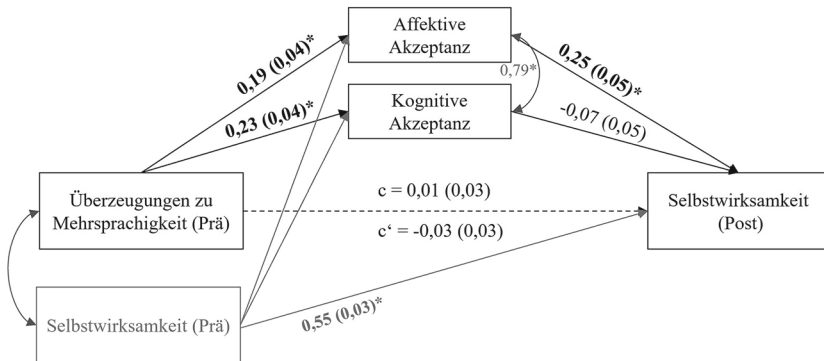 Affektive
Akzeptanz
0,19 (0,04)*
0,79*
0,25 (0,05)*
0,23 (0,04)*
Kognitive
Akzeptanz
-0,07 (0,05)
Überzeugungen zu
Mehrsprachigkeit (Prä)
c = 0,01 (0,03)
c‘ = -0,03 (0,03)
Selbstwirksamkeit
(Post)
Selbstwirksamkeit (Prä)
0,55 (0,03)*